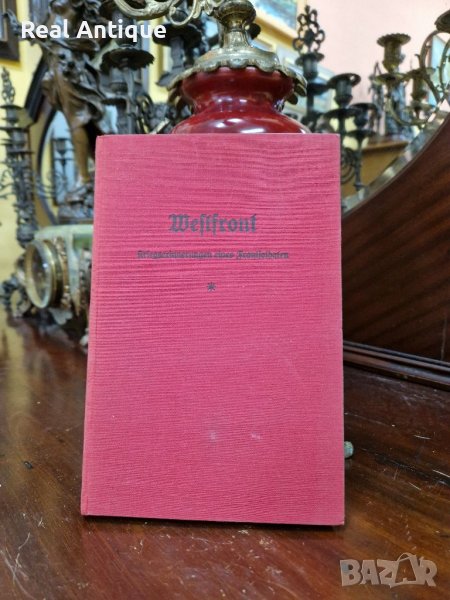 Real Antique
Westfront
Kriegserinnerungen eines Frontsoldaten
*
BAZAR